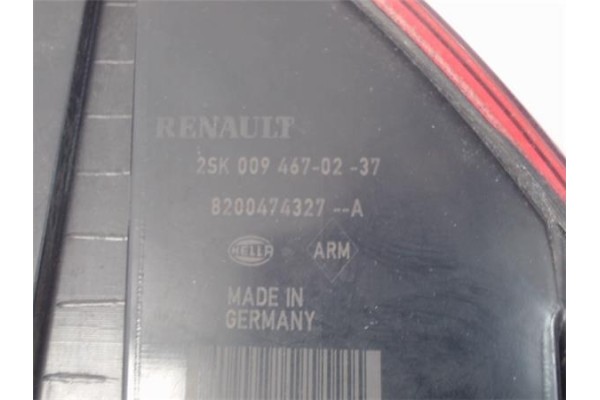 RENAULT
2SK 009 467-02 -37
8200474327 --A
HELLA ARM
MADE IN
GERMANY